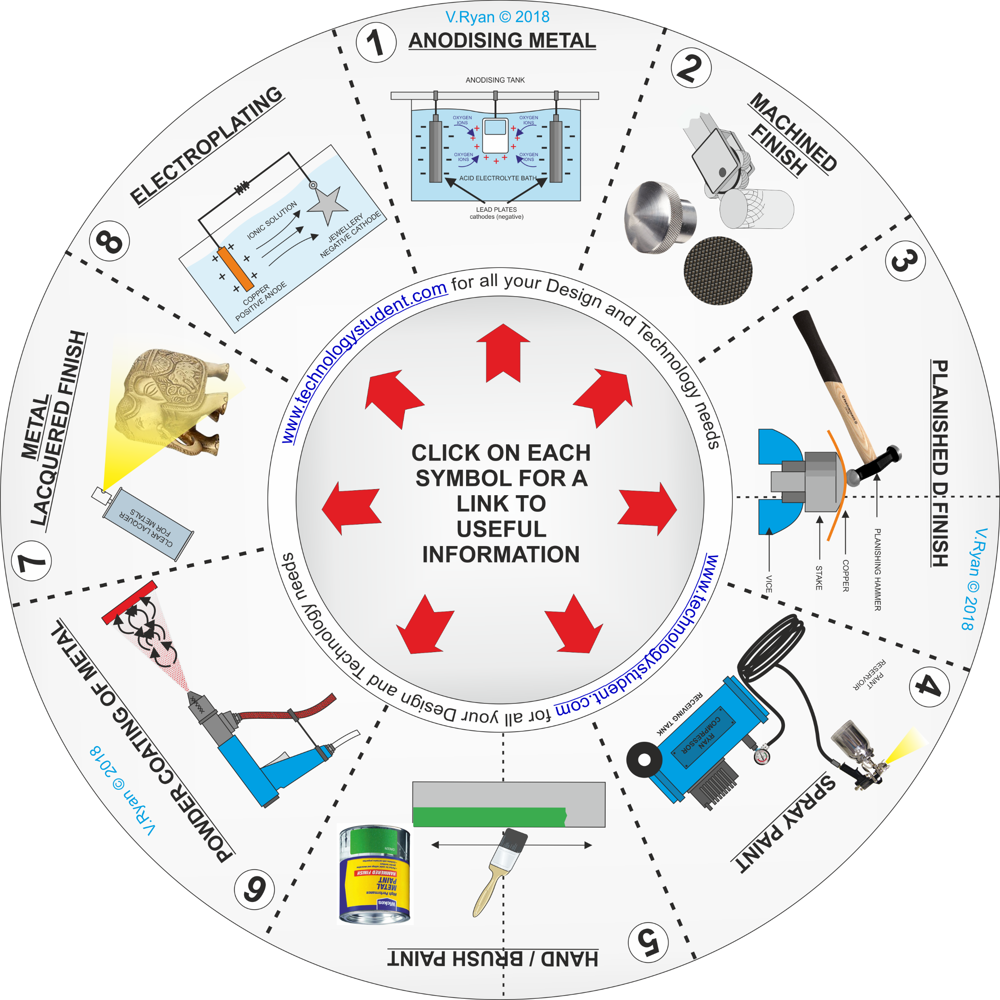 V.Ryan © 2018
1
ANODISING METAL
ANODISING TANK
OXYGEN
IONS
OXYGEN
IONS
OXYGEN
IONS
OXYGEN
IONS
ACID ELECTROLYTE BATH
LEAD PLATES
cathodes (negative)
2
MACHINED
FINISH
3
PLANISHED D FINISH
PLANISHING HAMMER
COPPER
STAKE
VICE
V.Ryan © 2018
4
PAINT
RESERVOIR
RECEIVING TANK
RYAN
COMPRESSOR
SPRAY PAINT
5
HAND / BRUSH PAINT
Wickes
High Performance
METAL
PAINT
HAMMERED FINISH
GREEN
6
POWDER COATING OF METAL
V.Ryan © 2018
7
METAL
LACQUERED FINISH
CLEAR LACQUER
FOR METALS
8
ELECTROPLATING
IONIC SOLUTION
JEWELLERY
NEGATIVE CATHODE
COPPER
POSITIVE ANODE
www.technologystudent.com for all your Design and Technology needs
www.technologystudent.com for all your Design and Technology needs
CLICK ON EACH
SYMBOL FOR A
LINK TO
USEFUL
INFORMATION